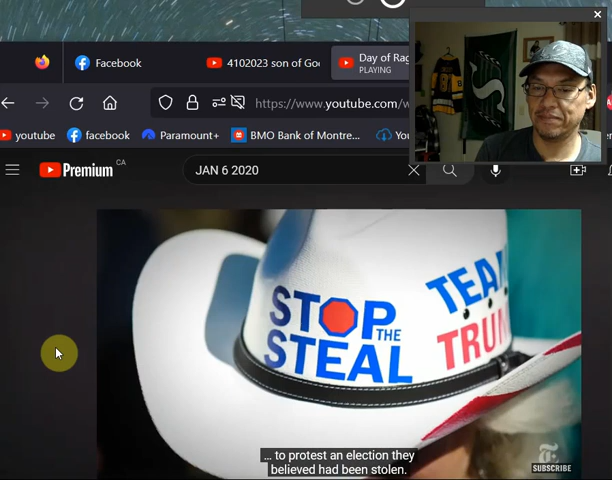 Facebook
4102023 son of Go
Day of Rag
PLAYING
https://www.youtube.com/w
youtube
facebook
Paramount+
BMO Bank of Montre...
You
Premium CA
JAN 6 2020
STOP
THE
STEAL
TEAM
TRUM
... to protest an election they
believed had been stolen.
SUBSCRIBE